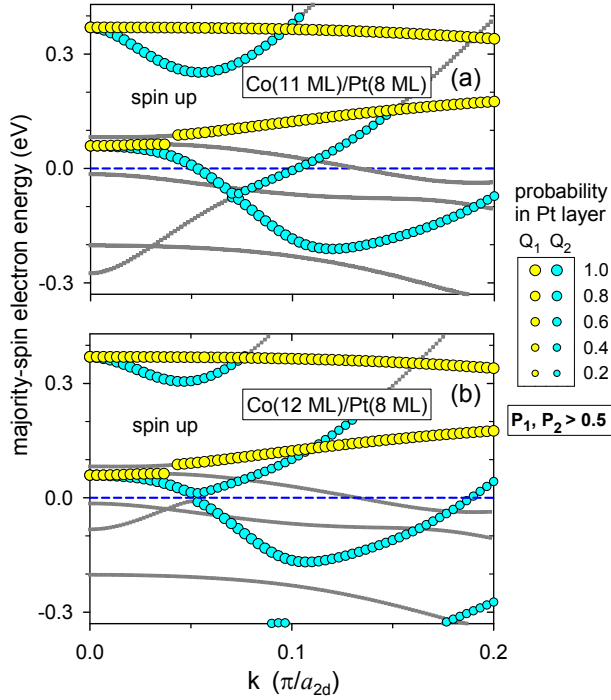 majority-spin electron energy (eV)
0.3
0.0
-0.3
spin up
Co(11 ML)/Pt(8 ML)
(a)
0.3
0.0
-0.3
spin up
Co(12 ML)/Pt(8 ML)
(b)
0.0
0.1
0.2
k (π/a2d)
probability
in Pt layer
Q1 Q2
1.0
0.8
0.6
0.4
0.2
P1, P2 > 0.5